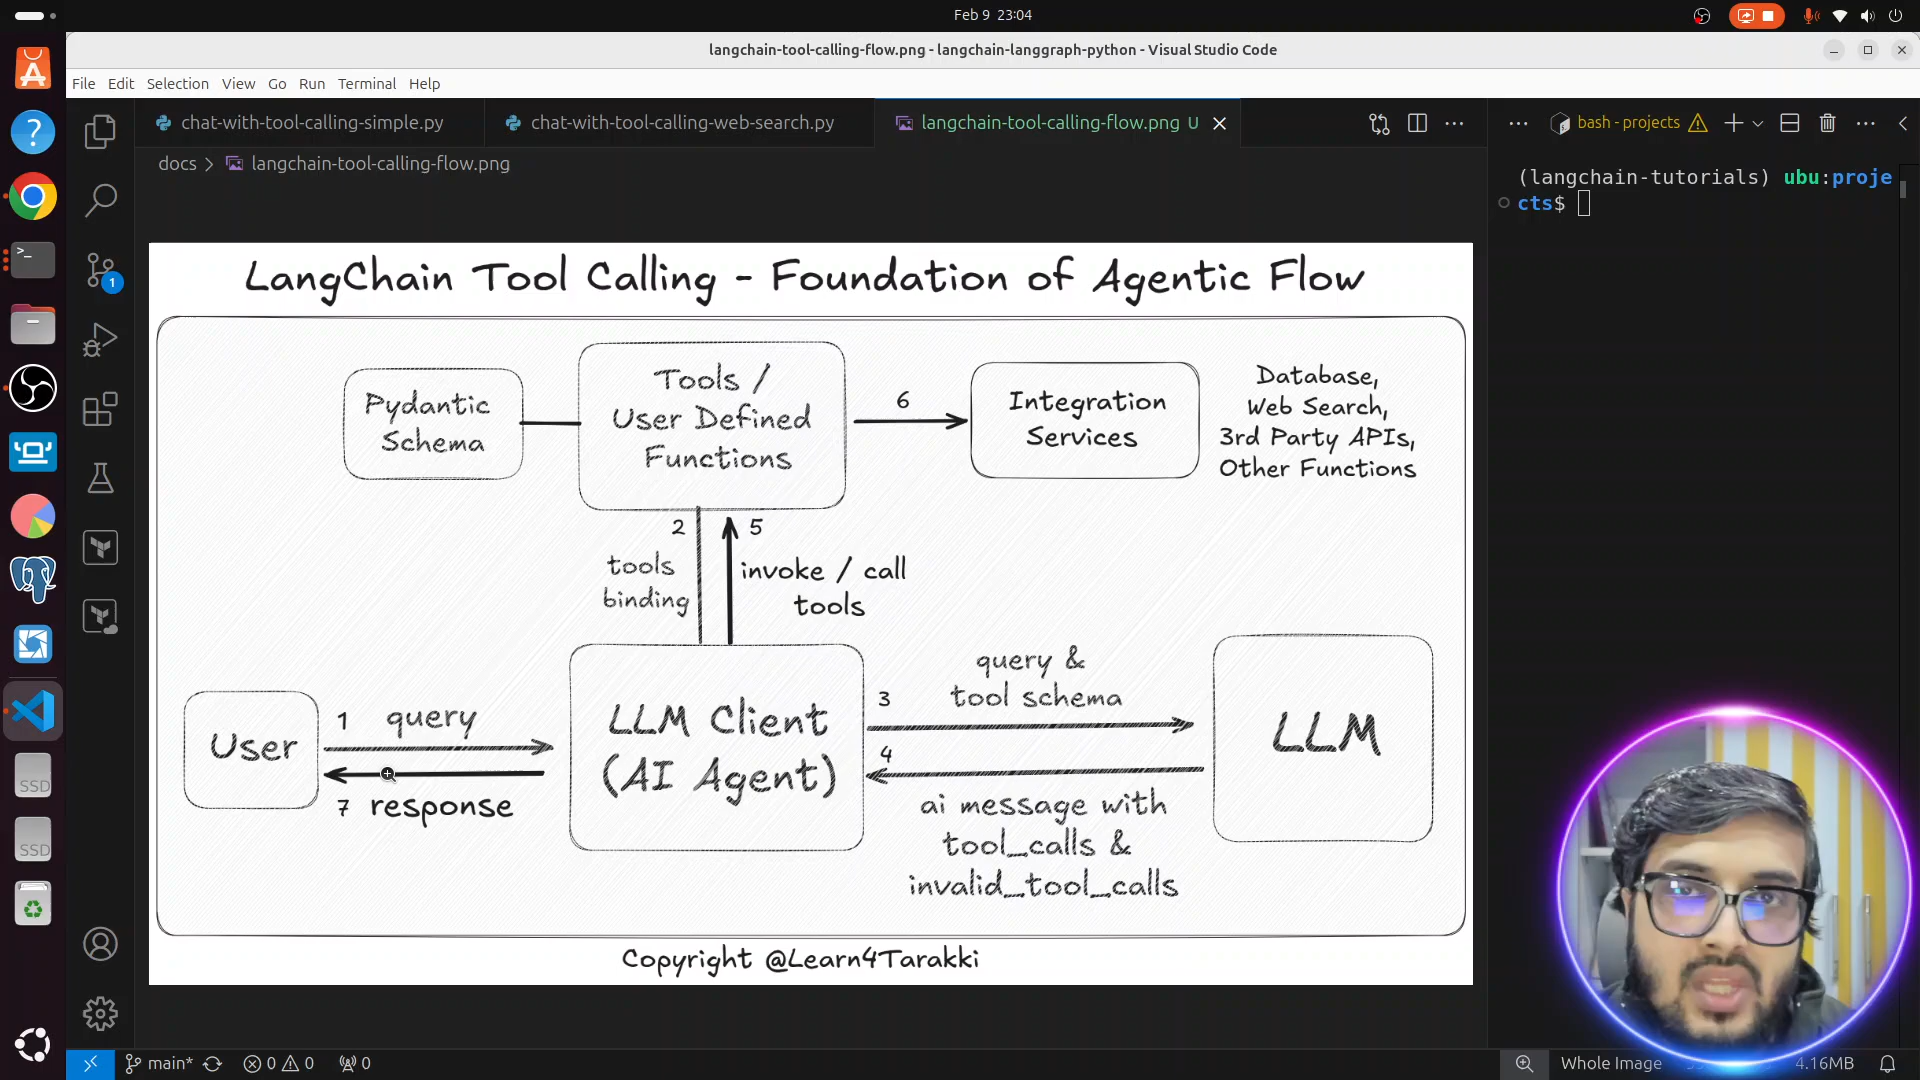 Feb 9 23:04
langchain-tool-calling-flow.png - langchain-langgraph-python - Visual Studio Code
File Edit Selection View Go Run Terminal Help
chat-with-tool-calling-simple.py
chat-with-tool-calling-web-search.py
langchain-tool-calling-flow.png U
bash - projects
docs > langchain-tool-calling-flow.png
(langchain-tutorials) ubu:proje
cts$
LangChain Tool Calling - Foundation of Agentic Flow
Pydantic
Schema
Tools /
User Defined
Functions
6
Integration
Services
Database,
Web Search,
3rd Party APIs,
Other Functions
2
5
tools
binding
invoke / call
tools
User
1 query
7 response
LLM Client
(AI Agent)
3
query &
tool schema
4
ai message with
tool_calls &
invalid_tool_calls
LLM
Copyright @Learn4Tarakki
1
SSD
SSD
main* 0 0 0
Whole Image
4.16MB